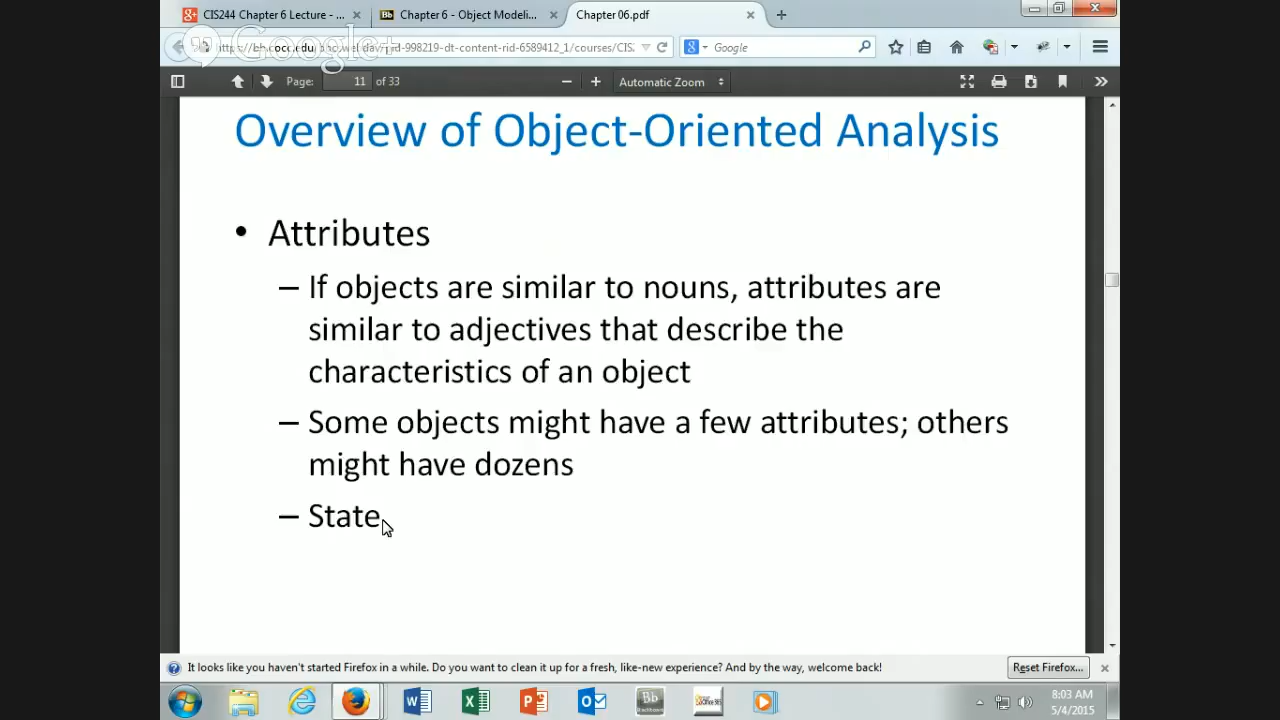 CIS244 Chapter 6 Lecture - ...
Chapter 6 - Object Modeli...
Chapter 06.pdf
Google+
Google
Page: 11 of 33
Automatic Zoom
Overview of Object-Oriented Analysis
• Attributes
– If objects are similar to nouns, attributes are
similar to adjectives that describe the
characteristics of an object
– Some objects might have a few attributes; others
might have dozens
– State
It looks like you haven't started Firefox in a while. Do you want to clean it up for a fresh, like-new experience? And by the way, welcome back!
Reset Firefox...
8:03 AM
5/4/2015